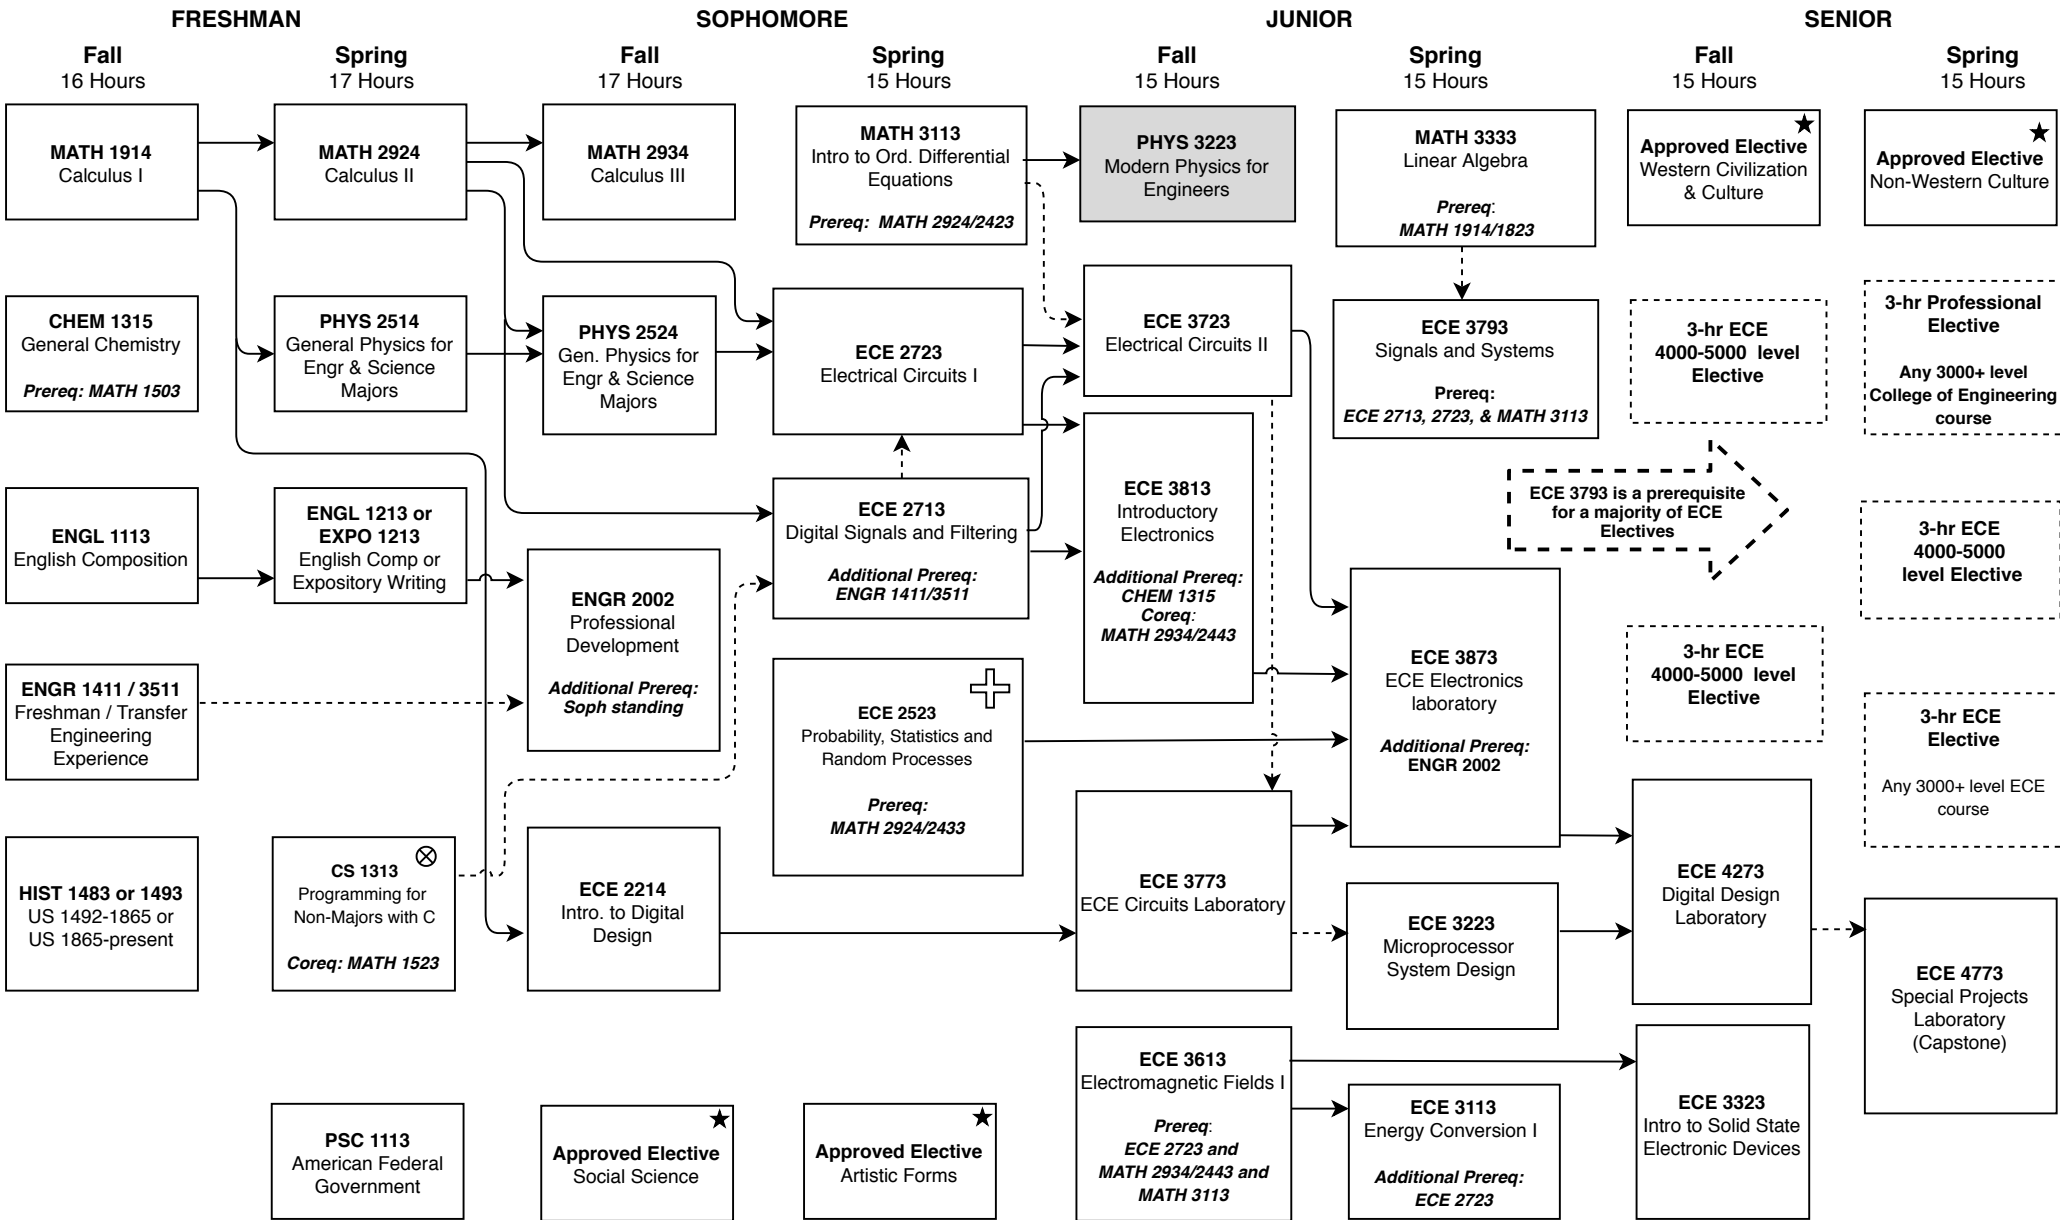 FRESHMAN
SOPHOMORE
JUNIOR
SENIOR
Fall
16 Hours
Spring
17 Hours
Fall
17 Hours
Spring
15 Hours
Fall
15 Hours
Spring
15 Hours
Fall
15 Hours
Spring
15 Hours
MATH 1914
Calculus I
MATH 2924
Calculus II
MATH 2934
Calculus III
MATH 3113
Intro to Ord. Differential
Equations
Prereq: MATH 2924/2423
PHYS 3223
Modern Physics for
Engineers
MATH 3333
Linear Algebra
Prereq:
MATH 1914/1823
Approved Elective
Western Civilization
& Culture
Approved Elective
Non-Western Culture
CHEM 1315
General Chemistry
Prereq: MATH 1503
PHYS 2514
General Physics for
Engr & Science
Majors
PHYS 2524
Gen. Physics for
Engr & Science
Majors
ECE 2723
Electrical Circuits I
ECE 3723
Electrical Circuits II
ECE 3793
Signals and Systems
Prereq:
ECE 2713, 2723, & MATH 3113
3-hr ECE
4000-5000 level
Elective
3-hr Professional
Elective
Any 3000+ level
College of Engineering
course
ENGL 1113
English Composition
ENGL 1213 or
EXPO 1213
English Comp or
Expository Writing
ENGR 2002
Professional
Development
Additional Prereq:
Soph standing
ECE 2713
Digital Signals and Filtering
Additional Prereq:
ENGR 1411/3511
ECE 3813
Introductory
Electronics
Additional Prereq:
CHEM 1315
Coreq:
MATH 2934/2443
ECE 3793 is a prerequisite
for a majority of ECE
Electives
3-hr ECE
4000-5000
level Elective
ENGR 1411 / 3511
Freshman / Transfer
Engineering
Experience
ECE 2523
Probability, Statistics and
Random Processes
Prereq:
MATH 2924/2433
ECE 3873
ECE Electronics
laboratory
Additional Prereq:
ENGR 2002
3-hr ECE
4000-5000 level
Elective
3-hr ECE
Elective
Any 3000+ level ECE
course
HIST 1483 or 1493
US 1492-1865 or
US 1865-present
CS 1313
Programming for
Non-Majors with C
Coreq: MATH 1523
ECE 2214
Intro. to Digital
Design
ECE 3773
ECE Circuits Laboratory
ECE 3223
Microprocessor
System Design
ECE 4273
Digital Design
Laboratory
ECE 4773
Special Projects
Laboratory
(Capstone)
PSC 1113
American Federal
Government
Approved Elective
Social Science
Approved Elective
Artistic Forms
ECE 3613
Electromagnetic Fields I
Prereq:
ECE 2723 and
MATH 2934/2443 and
MATH 3113
ECE 3113
Energy Conversion I
Additional Prereq:
ECE 2723
ECE 3323
Intro to Solid State
Electronic Devices